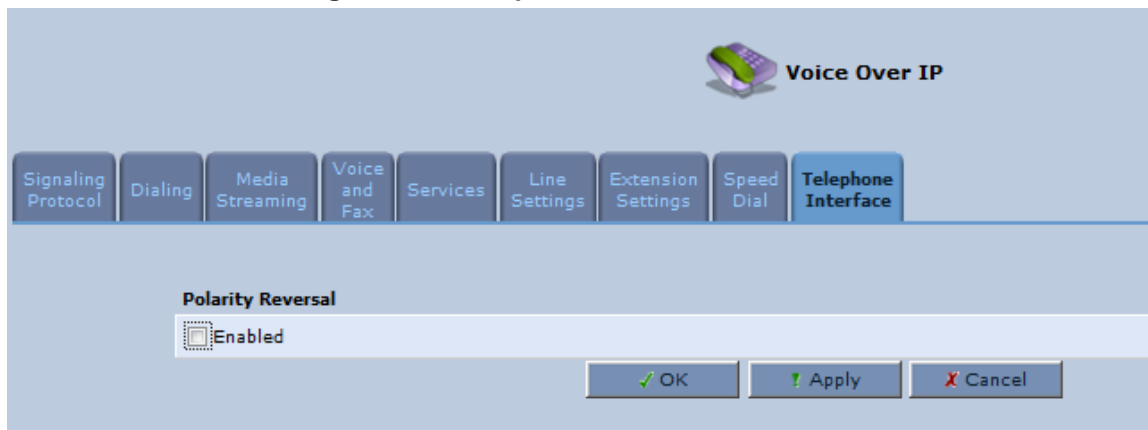 Voice Over IP
Signaling
Protocol
Dialing
Media
Streaming
Voice
and
Fax
Services
Line
Settings
Extension
Settings
Speed
Dial
Telephone
Interface
Polarity Reversal
Enabled
OK
Apply
Cancel